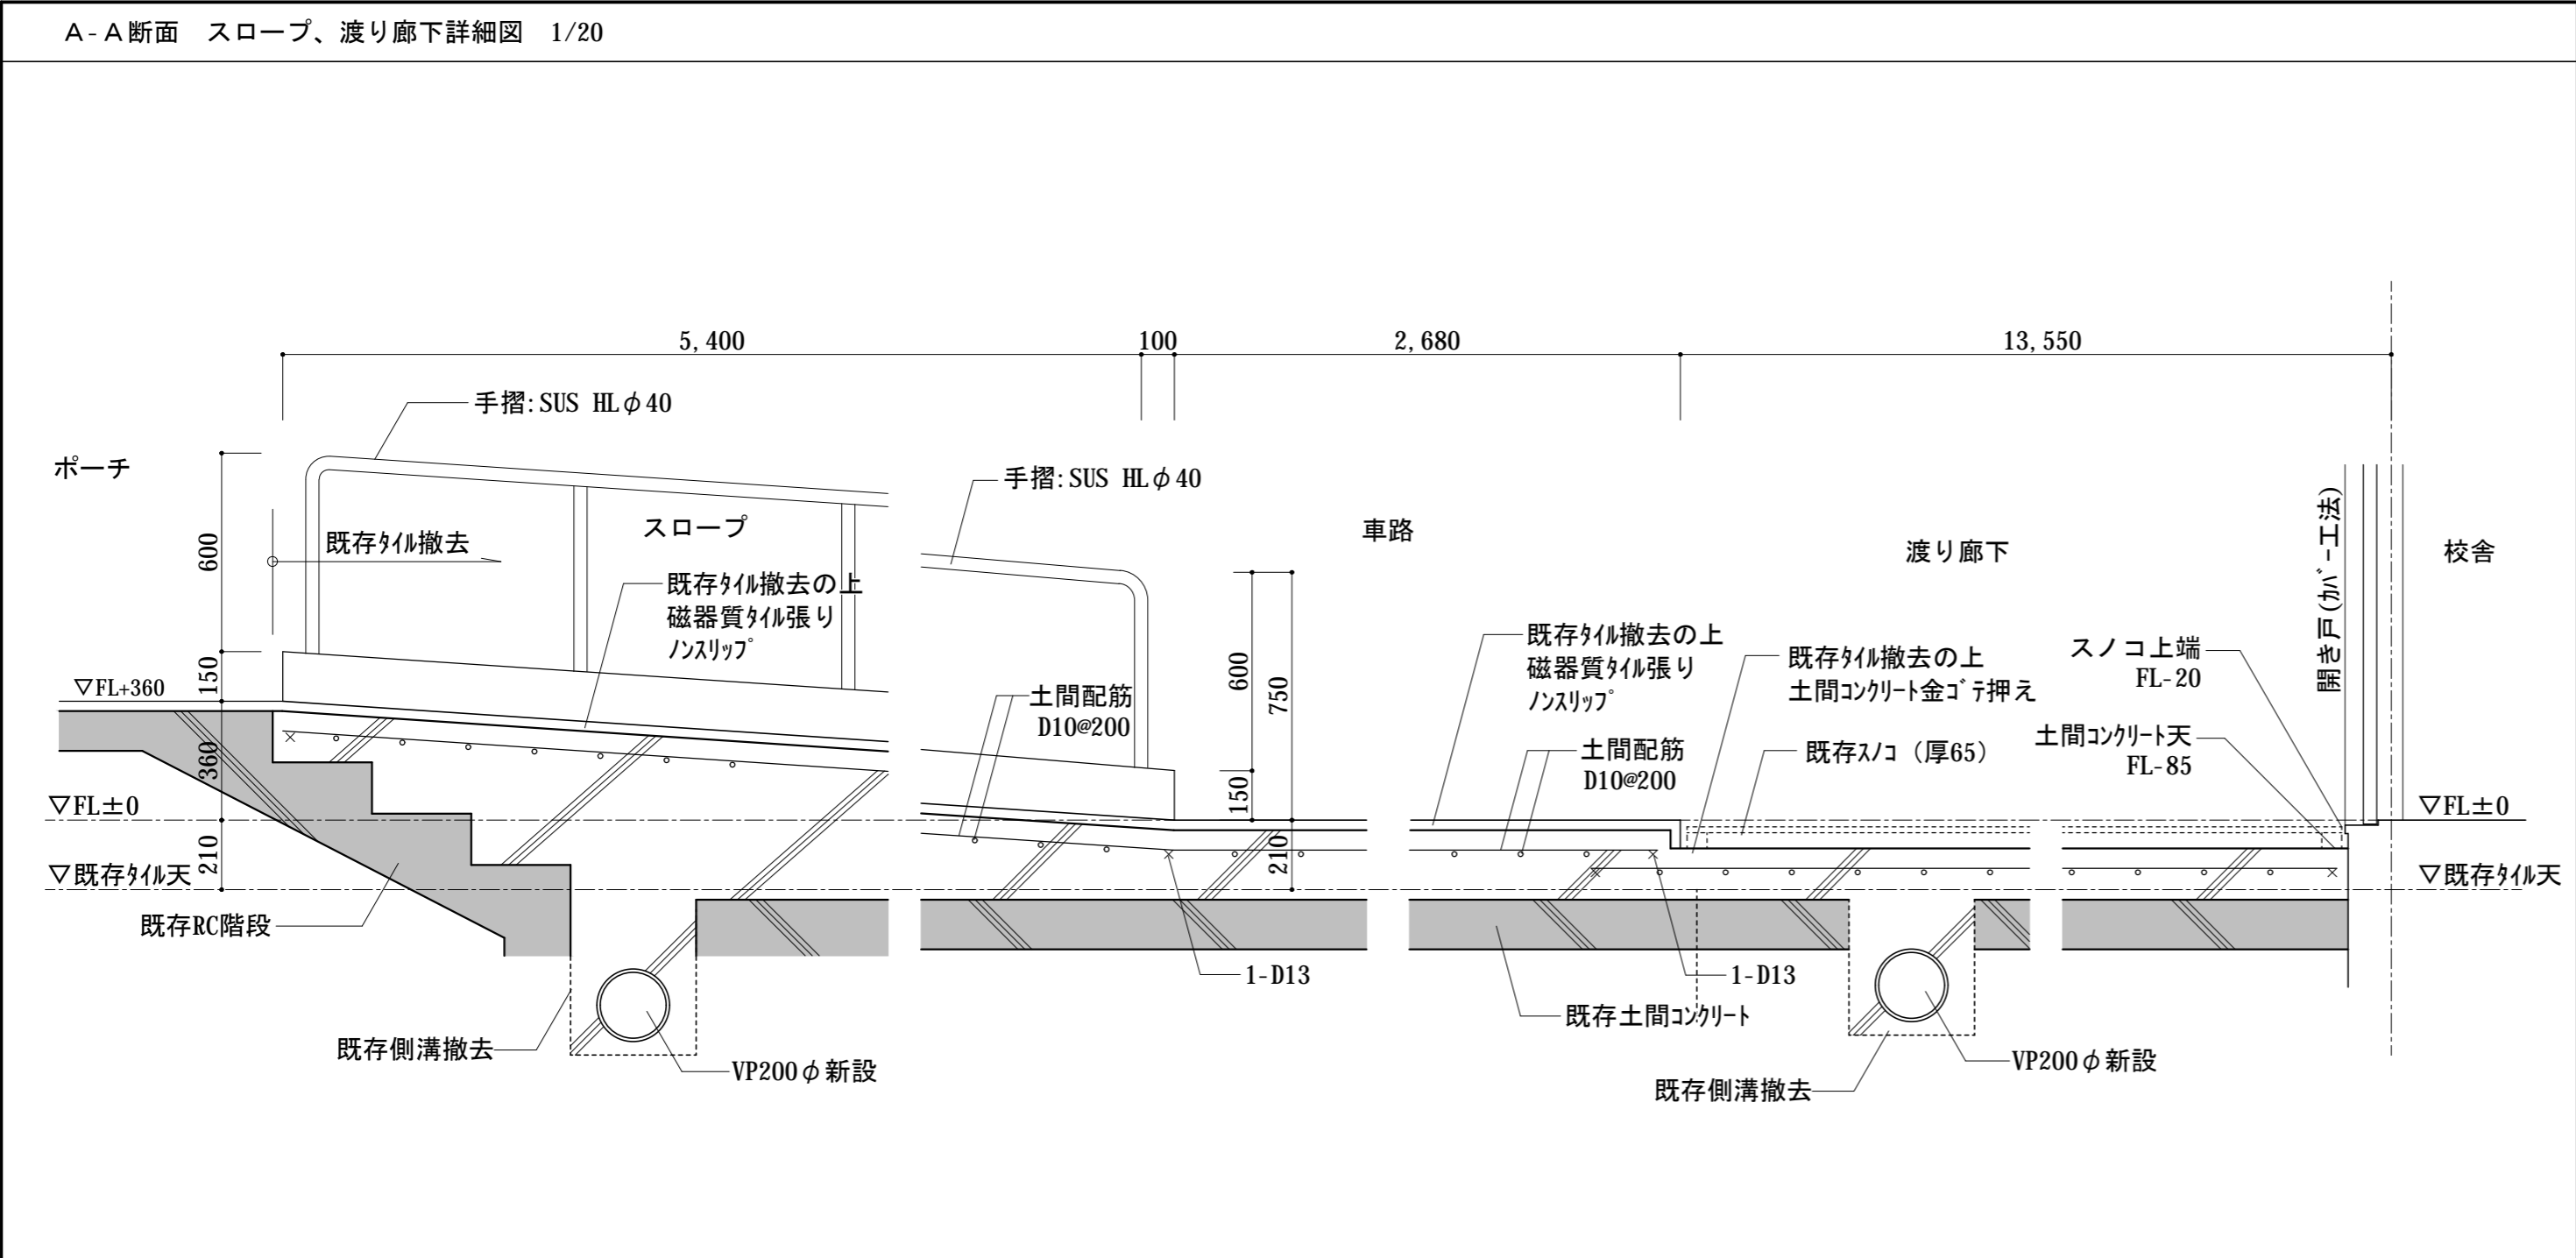 A-A断面 スロープ、渡り廊下詳細図 1/20
5,400
100
2,680
13,550
手摺:SUS HLφ40
ポーチ
手摺:SUS HLφ40
600
既存ﾀｲﾙ撤去
スロープ
車路
渡り廊下
開き戸(ｶﾊﾞｰ工法)
校舎
既存ﾀｲﾙ撤去の上
磁器質ﾀｲﾙ張り
ﾉﾝｽﾘｯﾌﾟ
600
750
既存ﾀｲﾙ撤去の上
磁器質ﾀｲﾙ張り
ﾉﾝｽﾘｯﾌﾟ
既存ﾀｲﾙ撤去の上
土間ｺﾝｸﾘｰﾄ金ｺﾞﾃ押え
スノコ上端
FL-20
150
▽FL+360
土間配筋
D10@200
土間配筋
D10@200
既存ｽﾉｺ（厚65）
土間ｺﾝｸﾘｰﾄ天
FL-85
360
150
▽FL±0
▽FL±0
210
210
▽既存ﾀｲﾙ天
▽既存ﾀｲﾙ天
既存RC階段
1-D13
1-D13
既存土間ｺﾝｸﾘｰﾄ
既存側溝撤去
VP200φ新設
VP200φ新設
既存側溝撤去